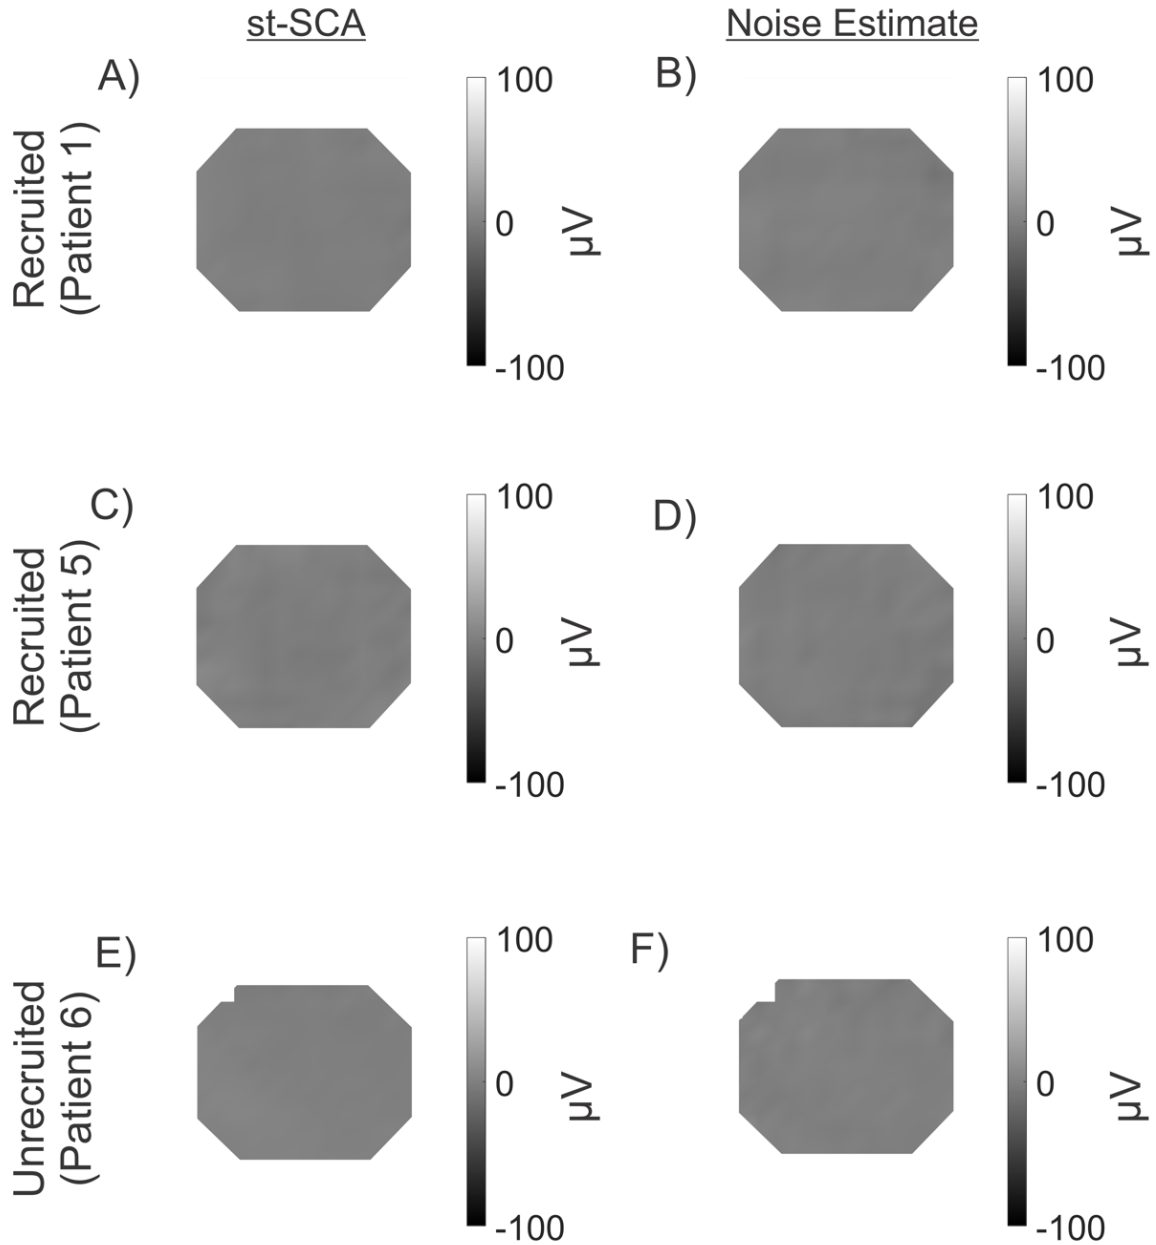 st-SCA
Noise Estimate
Recruited
(Patient 1)
A)
100
0
-100
µV
B)
100
0
-100
µV
Recruited
(Patient 5)
C)
100
0
-100
µV
D)
100
0
-100
µV
Unrecruited
(Patient 6)
E)
100
0
-100
µV
F)
100
0
-100
µV